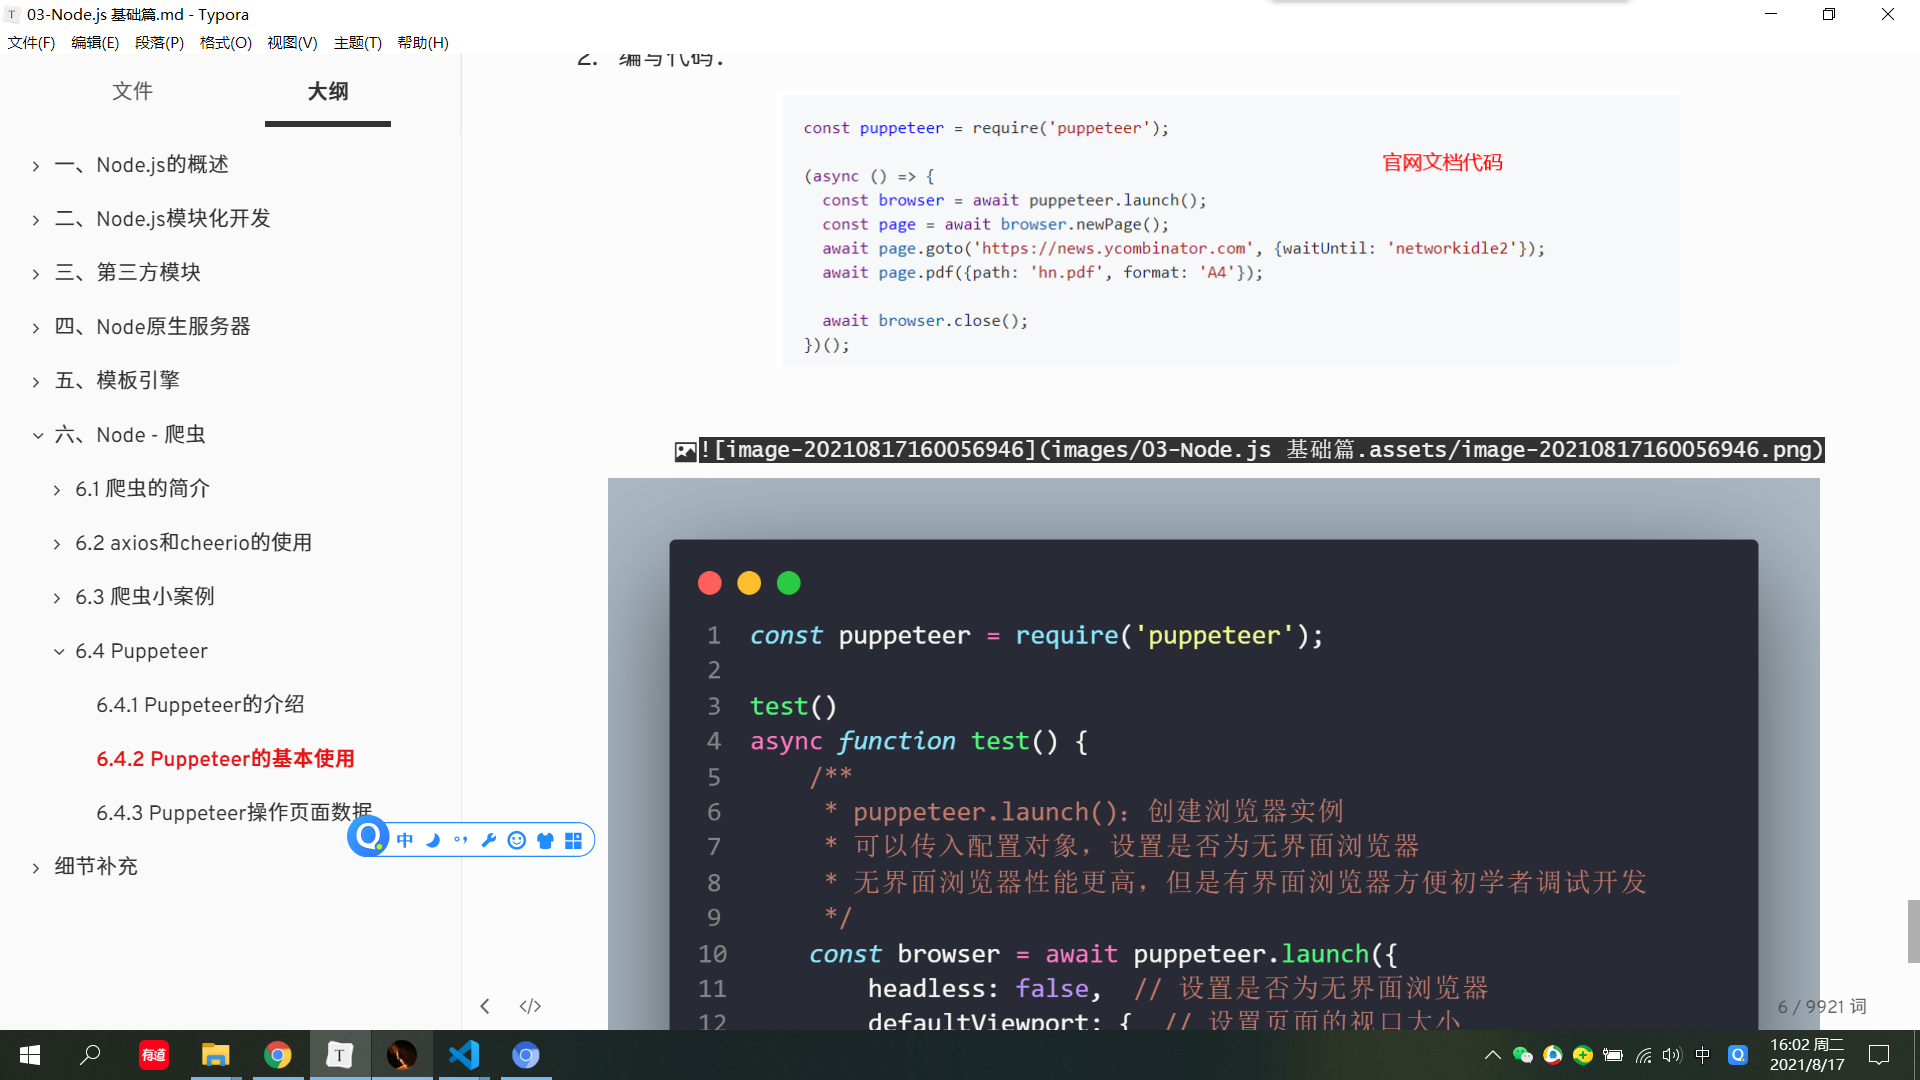 03-Node.js 基础篇.md - Typora
文件(F) 编辑(E) 段落(P) 格式(O) 视图(V) 主题(T) 帮助(H)
文件 大纲
一、Node.js的概述
二、Node.js模块化开发
三、第三方模块
四、Node原生服务器
五、模板引擎
六、Node - 爬虫
6.1 爬虫的简介
6.2 axios和cheerio的使用
6.3 爬虫小案例
6.4 Puppeteer
6.4.1 Puppeteer的介绍
6.4.2 Puppeteer的基本使用
6.4.3 Puppeteer操作页面数据
细节补充
2. 编写代码：
const puppeteer = require('puppeteer');
官网文档代码
(async () => {
const browser = await puppeteer.launch();
const page = await browser.newPage();
await page.goto('https://news.ycombinator.com', {waitUntil: 'networkidle2'});
await page.pdf({path: 'hn.pdf', format: 'A4'});
await browser.close();
})();
![image-20210817160056946](images/03-Node.js 基础篇.assets/image-20210817160056946.png)
1 const puppeteer = require('puppeteer');
2
3 test()
4 async function test() {
5 /**
6 * puppeteer.launch()：创建浏览器实例
7 * 可以传入配置对象，设置是否为无界面浏览器
8 * 无界面浏览器性能更高，但是有界面浏览器方便初学者调试开发
9 */
10 const browser = await puppeteer.launch({
11 headless: false, // 设置是否为无界面浏览器
12 defaultViewport: { // 设置页面的视口大小
中
</>
6 / 9921 词
有道
T
中
16:02 周二
2021/8/17